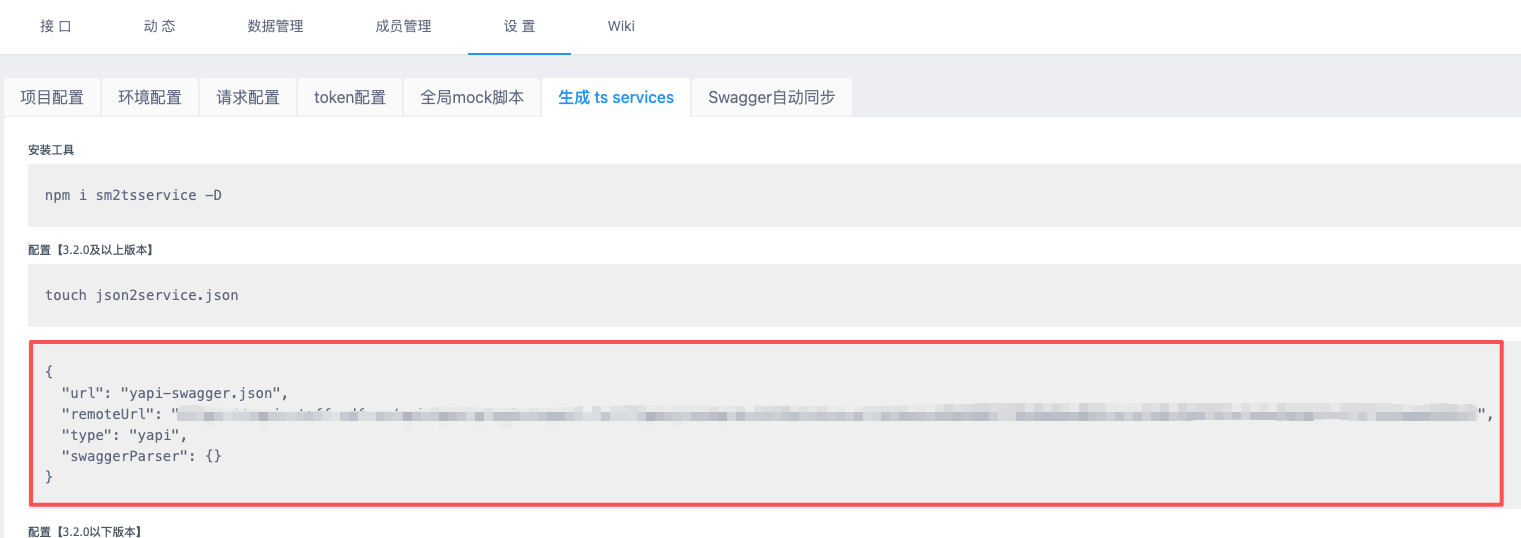 接 口 动 态 数据管理 成员管理 设 置 Wiki
项目配置 环境配置 请求配置 token配置 全局mock脚本 生成 ts services Swagger自动同步
安装工具
npm i sm2tsservice -D
配置【3.2.0及以上版本】
touch json2service.json
{
"url": "yapi-swagger.json",
"remoteUrl": "",
"type": "yapi",
"swaggerParser": {}
}
配置【3.2.0以下版本】